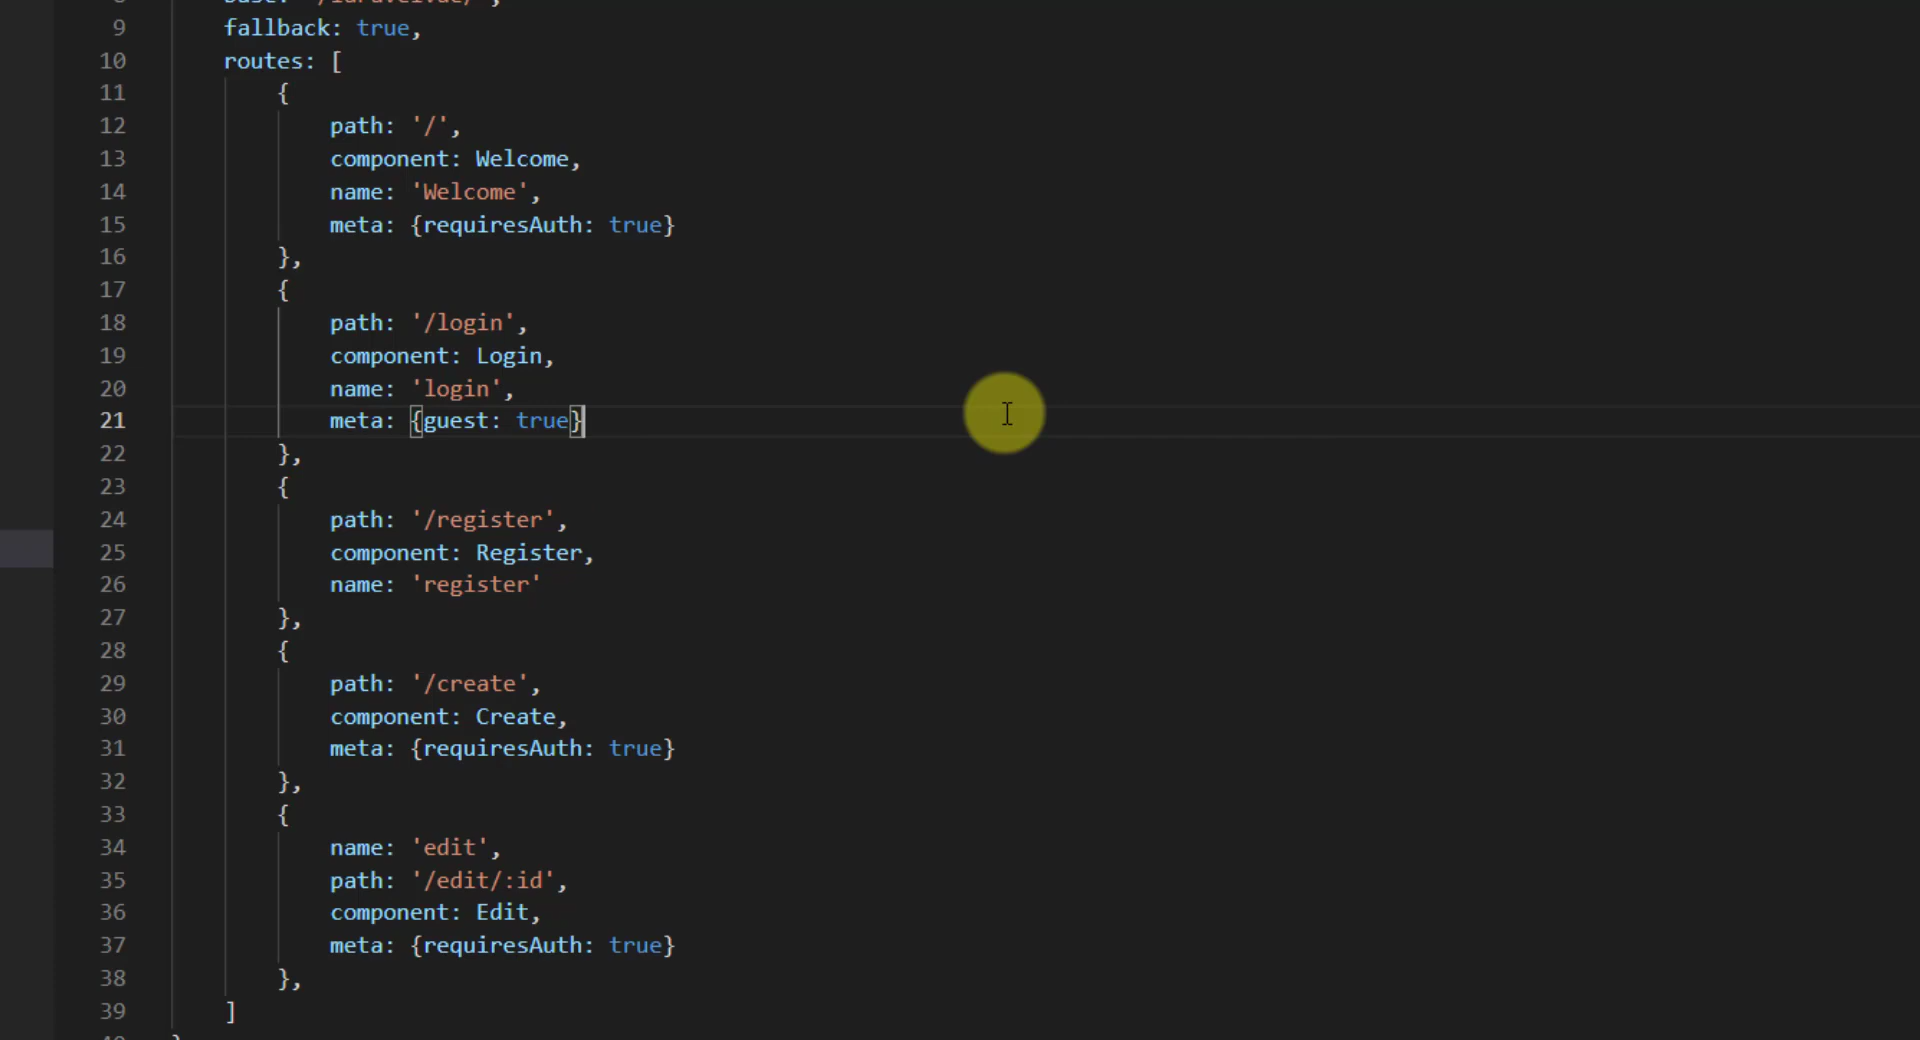 9 fallback: true,
10 routes: [
11 {
12 path: '/',
13 component: Welcome,
14 name: 'Welcome',
15 meta: {requiresAuth: true}
16 },
17 {
18 path: '/login',
19 component: Login,
20 name: 'login',
21 meta: {guest: true}
22 },
23 {
24 path: '/register',
25 component: Register,
26 name: 'register'
27 },
28 {
29 path: '/create',
30 component: Create,
31 meta: {requiresAuth: true}
32 },
33 {
34 name: 'edit',
35 path: '/edit/:id',
36 component: Edit,
37 meta: {requiresAuth: true}
38 },
39 ]